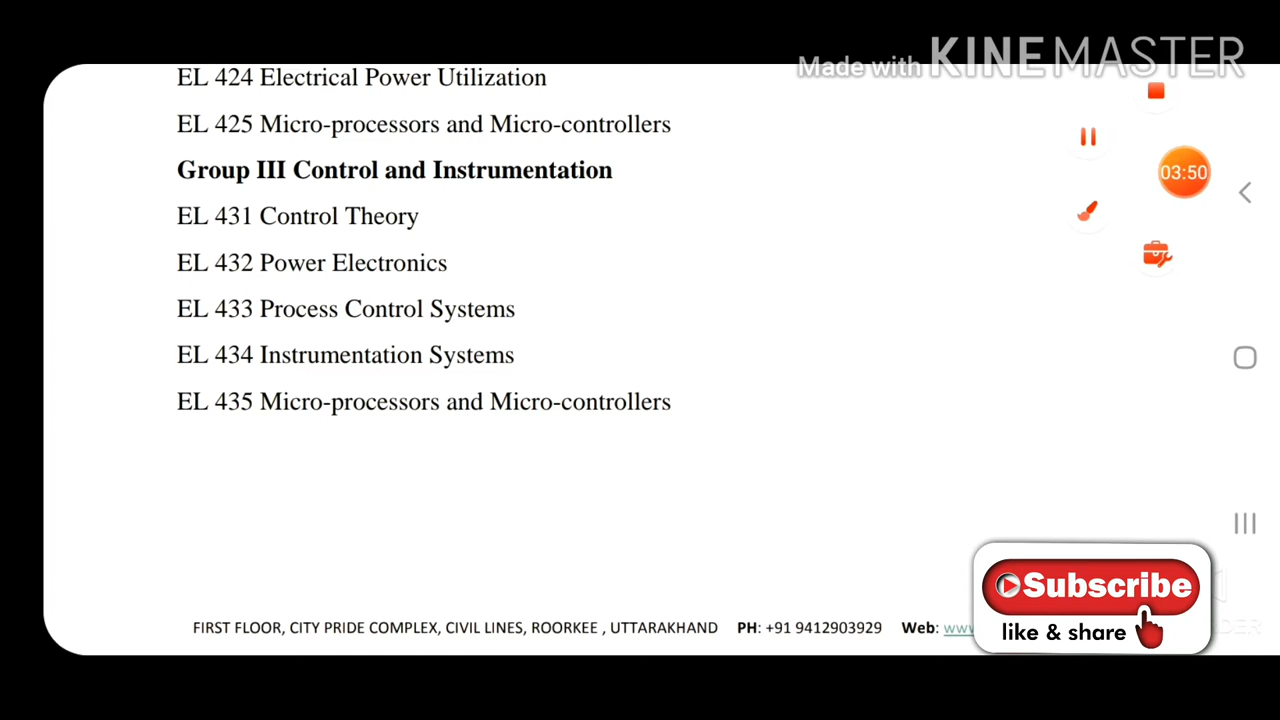 Made with KINEMASTER
EL 424 Electrical Power Utilization
EL 425 Micro-processors and Micro-controllers
Group III Control and Instrumentation
03:50
EL 431 Control Theory
EL 432 Power Electronics
EL 433 Process Control Systems
EL 434 Instrumentation Systems
EL 435 Micro-processors and Micro-controllers
Subscribe
like & share
FIRST FLOOR, CITY PRIDE COMPLEX, CIVIL LINES, ROORKEE , UTTARAKHAND PH: +91 9412903929 Web: www